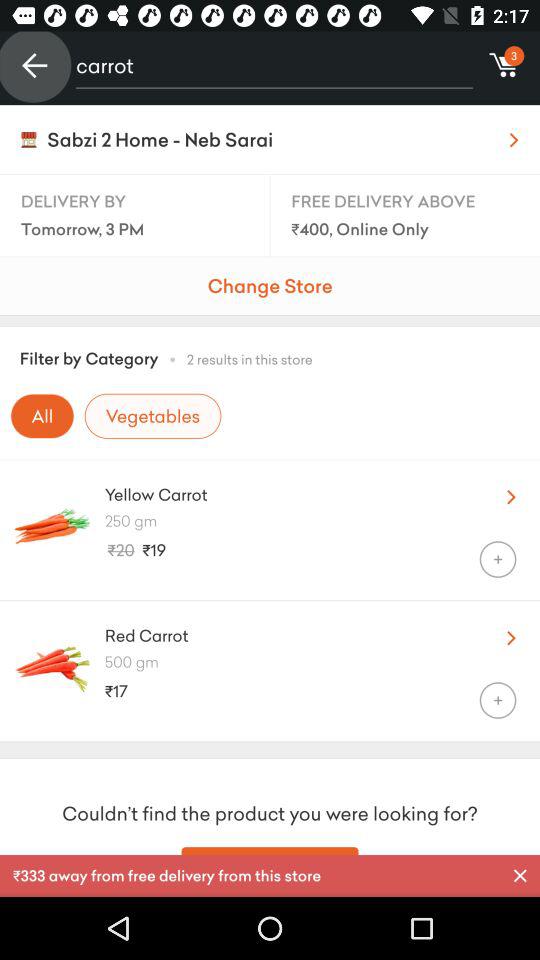 2:17
carrot
3
Sabzi 2 Home - Neb Sarai
DELIVERY BY
Tomorrow, 3 PM
FREE DELIVERY ABOVE
₹400, Online Only
Change Store
Filter by Category • 2 results in this store
All
Vegetables
Yellow Carrot
250 gm
₹20 ₹19
+
Red Carrot
500 gm
₹17
+
Couldn't find the product you were looking for?
₹333 away from free delivery from this store